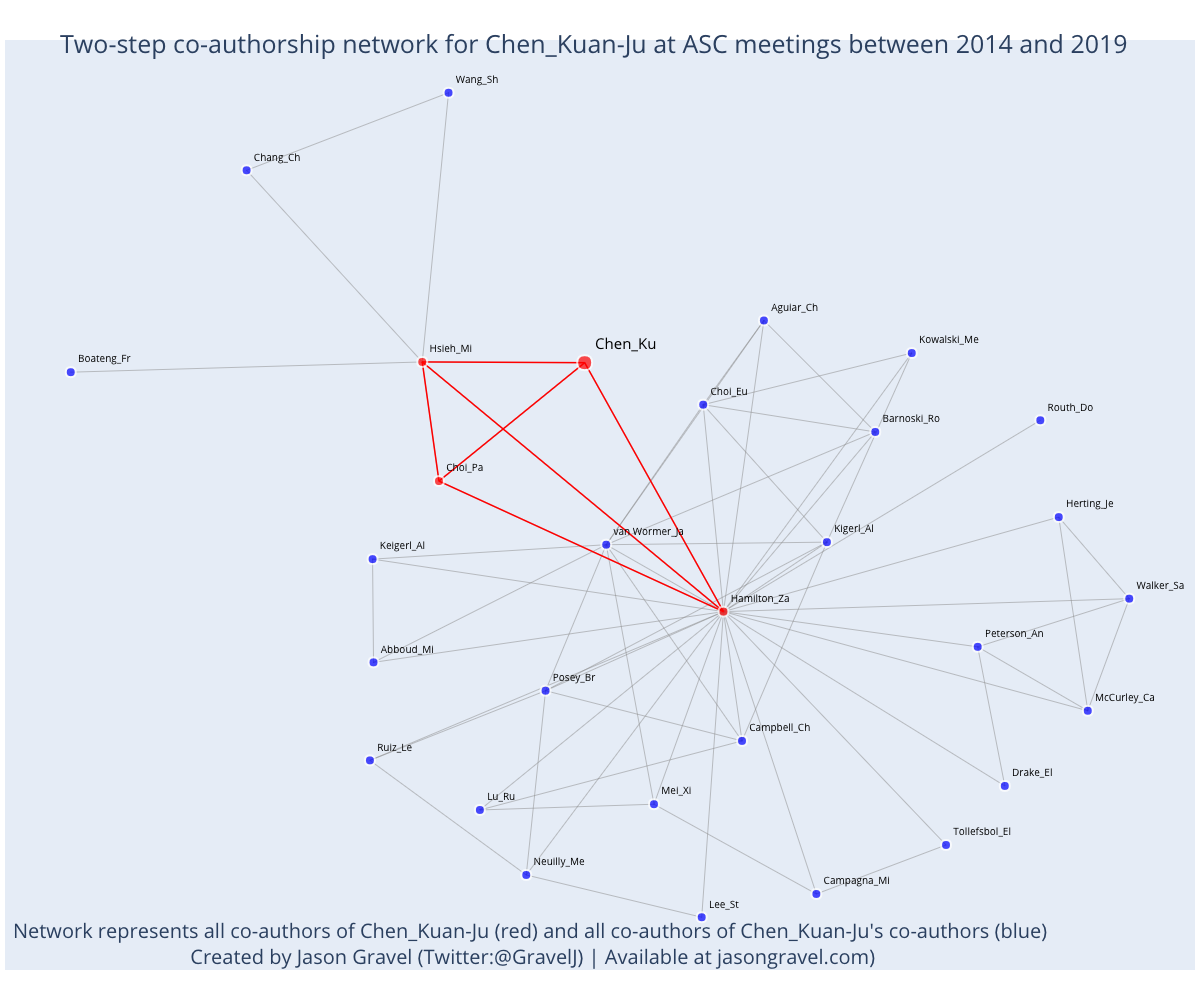 Two-step co-authorship network for Chen_Kuan-Ju at ASC meetings between 2014 and 2019
Wang_Sh
Chang_Ch
Aguiar_Ch
Kowalski_Me
Chen_Ku
Hsieh_Mi
Boateng_Fr
Choi_Eu
Routh_Do
Barnoski_Ro
Choi_Pa
Herting_Je
Kigerl_Al
van Wormer_Ja
Keigerl_Al
Walker_Sa
Hamilton_Za
Peterson_An
Abboud_Mi
Posey_Br
McCurley_Ca
Campbell_Ch
Ruiz_Le
Drake_El
Mei_Xi
Lu_Ru
Tollefsbol_El
Neuilly_Me
Campagna_Mi
Lee_St
Network represents all co-authors of Chen_Kuan-Ju (red) and all co-authors of Chen_Kuan-Ju's co-authors (blue)
Created by Jason Gravel (Twitter:@GravelJ) | Available at jasongravel.com)